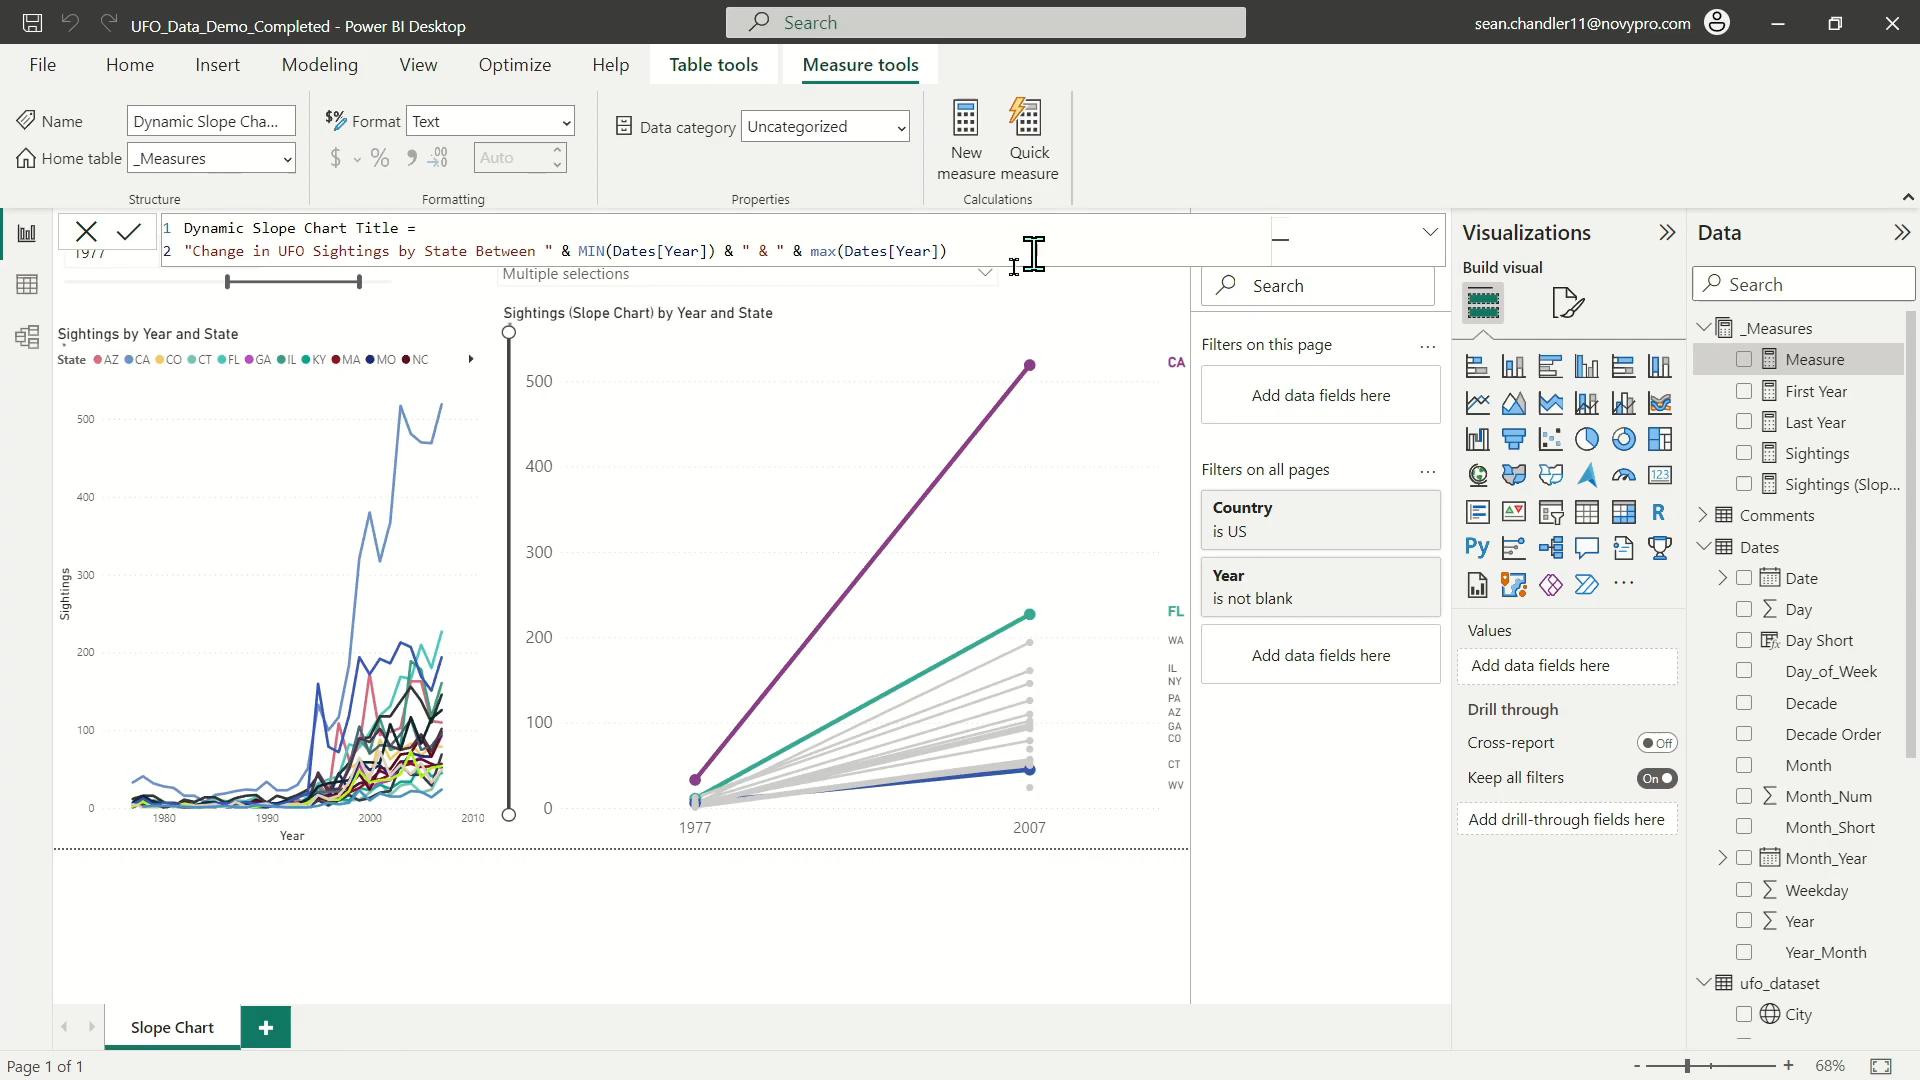 UFO_Data_Demo_Completed - Power BI Desktop
Search
sean.chandler11@novypro.com
File
Home
Insert
Modeling
View
Optimize
Help
Table tools
Measure tools
Name
Dynamic Slope Cha...
Home table
_Measures
Structure
Format
Text
Auto
Formatting
Data category
Uncategorized
Properties
New measure
Quick measure
Calculations
1 Dynamic Slope Chart Title =
2 "Change in UFO Sightings by State Between " & MIN(Dates[Year]) & " & " & max(Dates[Year])
1977
Multiple selections
Sightings by Year and State
State AZ CA CO CT FL GA IL KY MA MO NC
500
400
300
200
100
0
Sightings
1980
1990
2000
2010
Year
Sightings (Slope Chart) by Year and State
500
400
300
200
100
0
1977
2007
CA
FL
WA
IL
NY
PA
AZ
GA
CO
CT
WV
Search
Filters on this page
...
Add data fields here
Filters on all pages
...
Country
is US
Year
is not blank
Add data fields here
Visualizations
Build visual
123
R
Py
...
Values
Add data fields here
Drill through
Cross-report
Off
Keep all filters
On
Add drill-through fields here
Data
Search
_Measures
Measure
First Year
Last Year
Sightings
Sightings (Slop...
Comments
Dates
Date
Day
Day Short
Day_of_Week
Decade
Decade Order
Month
Month_Num
Month_Short
Month_Year
Weekday
Year
Year_Month
ufo_dataset
City
Slope Chart
Page 1 of 1
68%